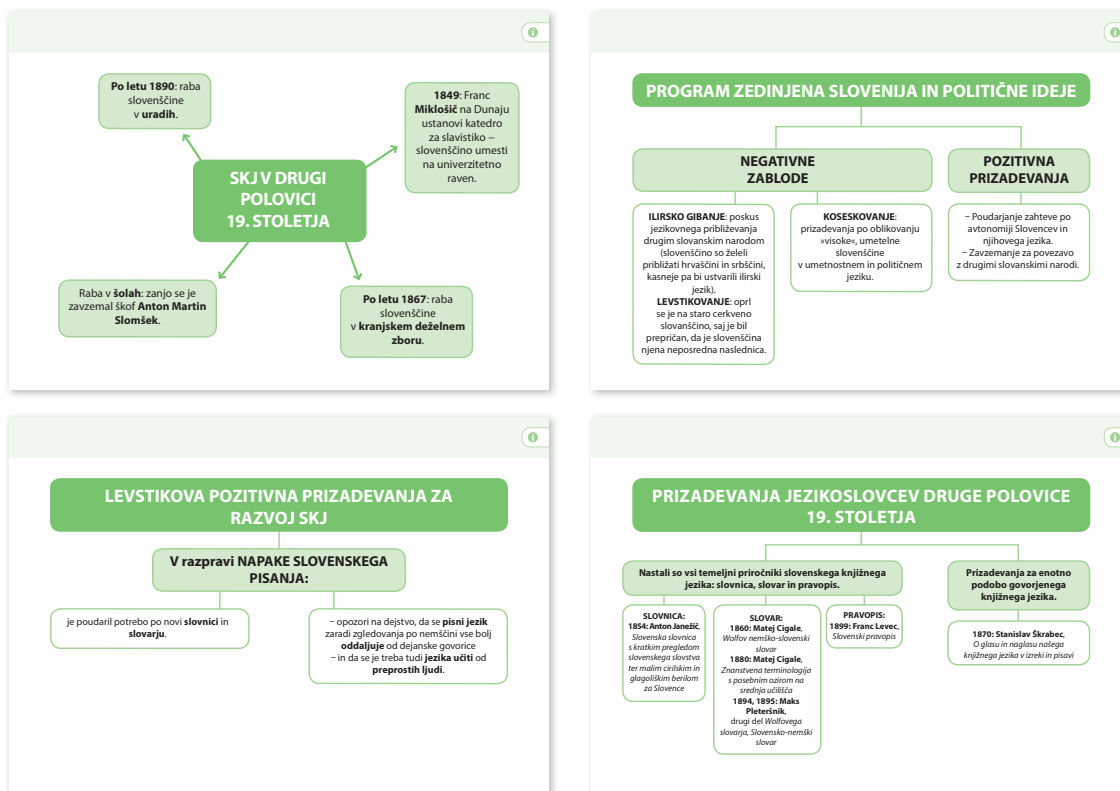 Po letu 1890: raba
slovenščine
v uradih.
1849: Franc
Miklošič na Dunaju
ustanovi katedro
za slavistiko –
slovenščino umesti
na univerzitetno
raven.
SKJ V DRUGI
POLOVICI
19. STOLETJA
Raba v šolah: zanjo se je
zavzemal škof Anton Martin
Slomšek.
Po letu 1867: raba
slovenščine
v kranjskem deželnem
zboru.
PROGRAM ZEDINJENA SLOVENIJA IN POLITIČNE IDEJE
NEGATIVNE
ZABLODE
POZITIVNA
PRIZADEVANJA
ILIRSKO GIBANJE: poskus
jezikovnega približevanja
drugim slovanskim narodom
(slovenščino so želeli
približati hrvaščini in srbščini,
kasneje pa bi ustvarili ilirski
jezik).
LEVSTIKOVANJE: oprl
se je na staro cerkveno
slovanščino, saj je bil
prepričan, da je slovenščina
njena neposredna naslednica.
KOSESKOVANJE:
prizadevanja po oblikovanju
»visoke«, umetelne
slovenščine
v umetnostnem in političnem
jeziku.
– Poudarjanje zahteve po
avtonomiji Slovencev in
njihovega jezika.
– Zavzemanje za povezavo
z drugimi slovanskimi narodi.
LEVSTIKOVA POZITIVNA PRIZADEVANJA ZA
RAZVOJ SKJ
V razpravi NAPAKE SLOVENSKEGA
PISANJA:
je poudaril potrebo po novi slovnici in
slovarju.
– opozori na dejstvo, da se pisni jezik
zaradi zgledovanja po nemščini vse bolj
oddaljuje od dejanske govorice
– in da se je treba tudi jezika učiti od
preprostih ljudi.
PRIZADEVANJA JEZIKOSLOVCEV DRUGE POLOVICE
19. STOLETJA
Nastali so vsi temeljni priročniki slovenskega knjižnega
jezika: slovnica, slovar in pravopis.
Prizadevanja za enotno
podobo govorjenega
knjižnega jezika.
SLOVNICA:
1854: Anton Janežič,
Slovenska slovnica
s kratkim pregledom
slovenskega slovstva
ter malim cirilskim in
glagoliškim berilom
za Slovence
SLOVAR:
1860: Matej Cigale,
Wolfov nemško-slovenski
slovar
1880: Matej Cigale,
Znanstvena terminologija
s posebnim ozirom na
srednja učilišča
1894, 1895: Maks
Pleteršnik,
drugi del Wolfovega
slovarja, Slovensko-nemški
slovar
PRAVOPIS:
1899: Franc Levec,
Slovenski pravopis
1870: Stanislav Škrabec,
O glasu in naglasu našega
knjižnega jezika v izreki in pisavi